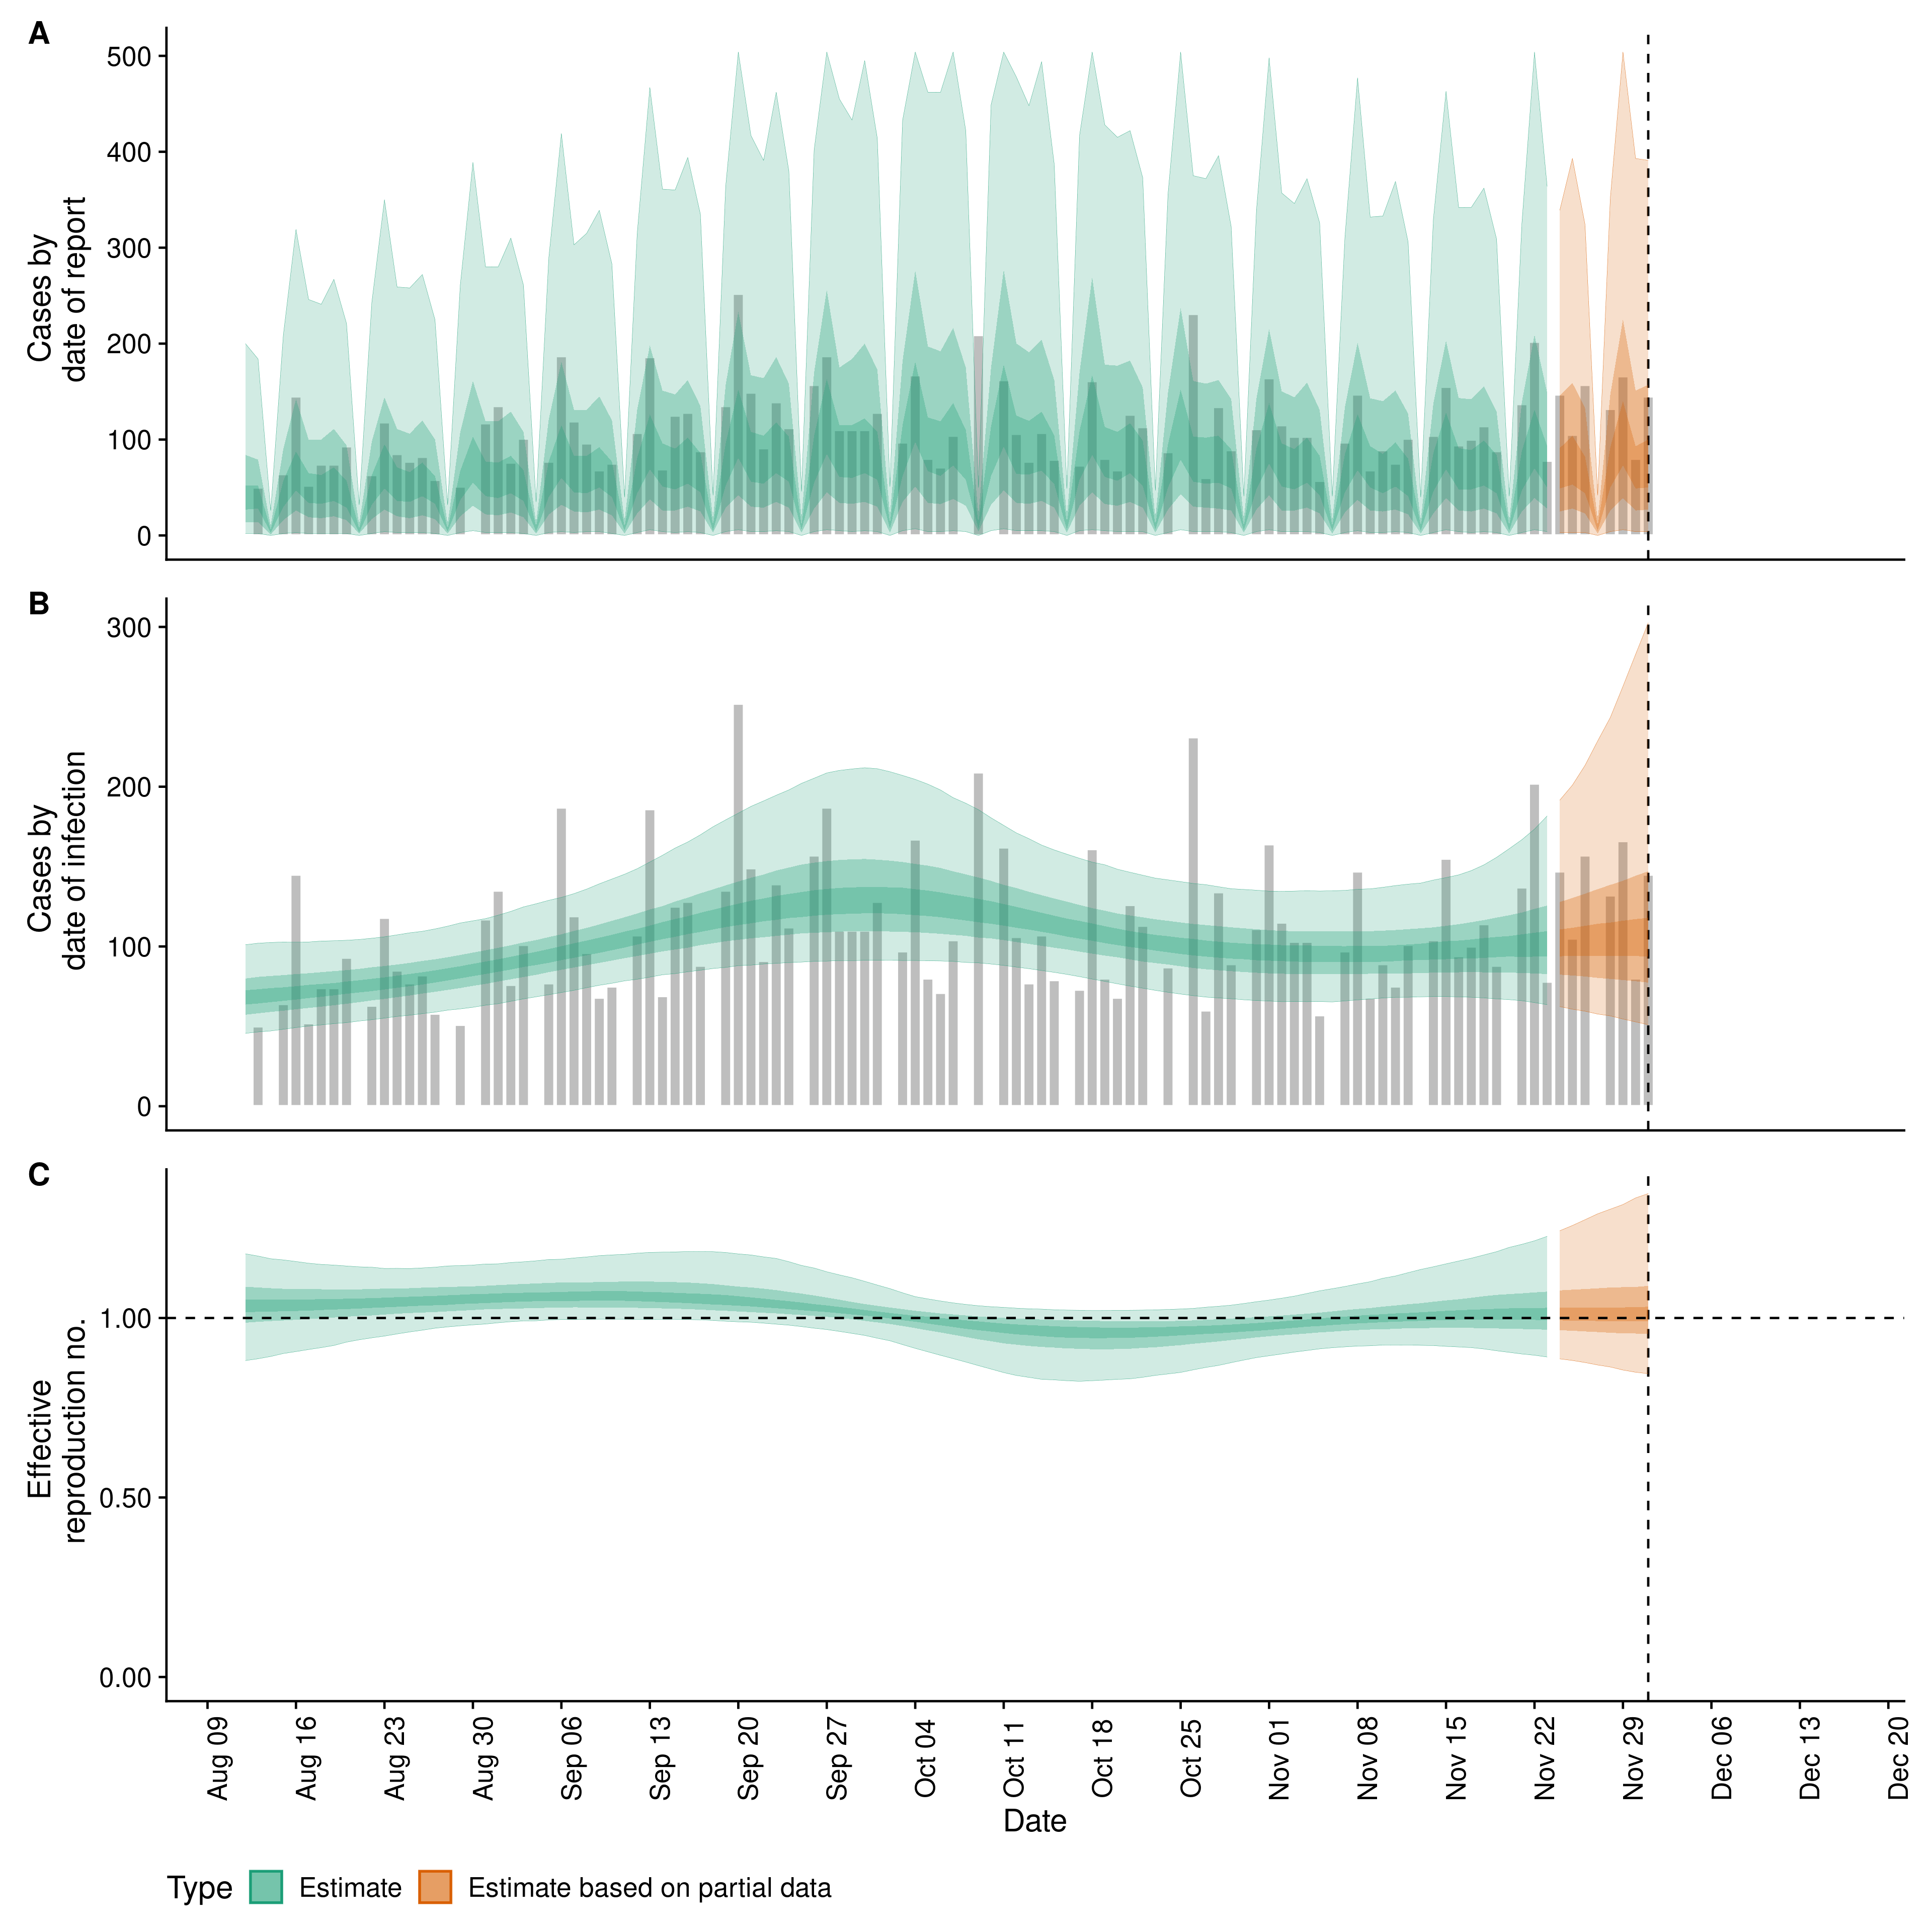 A
500
400
300
200
100
0
Cases by
date of report
B
300
200
100
0
Cases by
date of infection
C
1.00
0.50
0.00
Effective
reproduction no.
Aug 09
Aug 16
Aug 23
Aug 30
Sep 06
Sep 13
Sep 20
Sep 27
Oct 04
Oct 11
Oct 18
Oct 25
Nov 01
Nov 08
Nov 15
Nov 22
Nov 29
Dec 06
Dec 13
Dec 20
Date
Type Estimate Estimate based on partial data